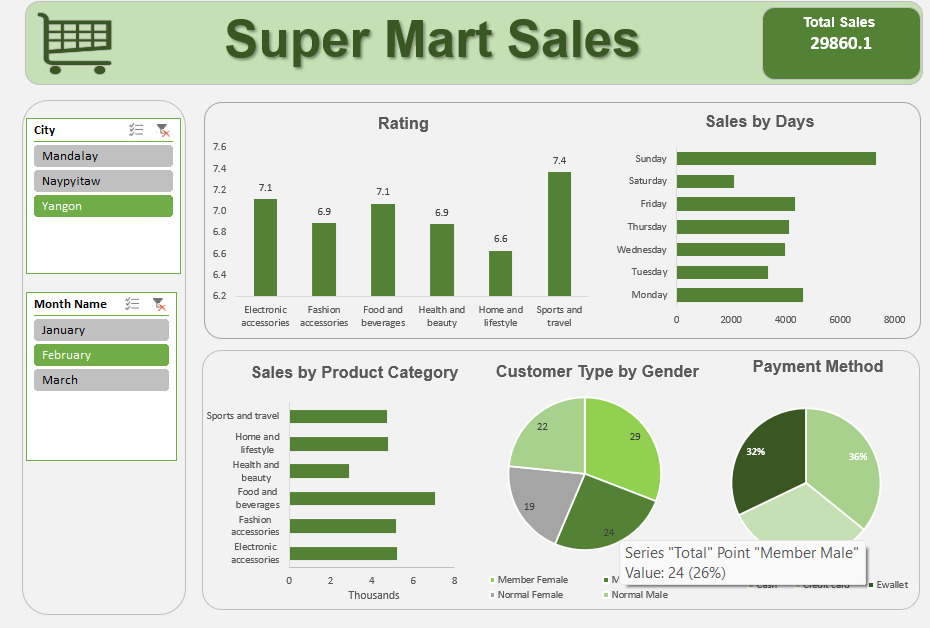 Super Mart Sales
Total Sales
29860.1
City
Mandalay
Naypyitaw
Yangon
Month Name
January
February
March
Rating
7.6
7.4
7.2
7.0
6.8
6.6
6.4
6.2
7.1
6.9
7.1
6.9
6.6
7.4
Electronic
accessories
Fashion
accessories
Food and
beverages
Health and
beauty
Home and
lifestyle
Sports and
travel
Sales by Days
Sunday
Saturday
Friday
Thursday
Wednesday
Tuesday
Monday
0 2000 4000 6000 8000
Sales by Product Category
Sports and travel
Home and
lifestyle
Health and
beauty
Food and
beverages
Fashion
accessories
Electronic
accessories
0 2 4 6 8
Thousands
Customer Type by Gender
22
29
19
24
Member Female
Normal Female
Normal Male
Payment Method
32%
36%
Series "Total" Point "Member Male"
Value: 24 (26%)
Ewallet